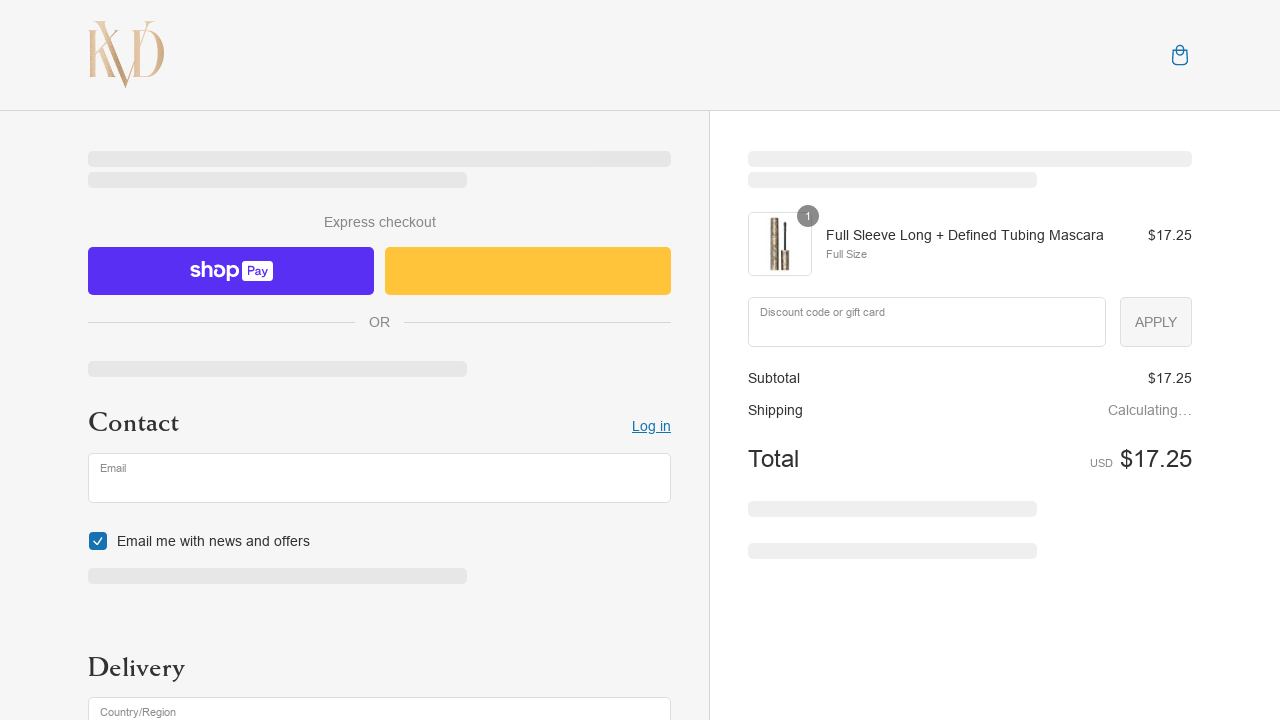 KVD
Express checkout
shop Pay
OR
Contact
Log in
Email
Email me with news and offers
Delivery
Country/Region
1
Full Sleeve Long + Defined Tubing Mascara
$17.25
Full Size
Discount code or gift card
APPLY
Subtotal
$17.25
Shipping
Calculating…
Total
USD $17.25